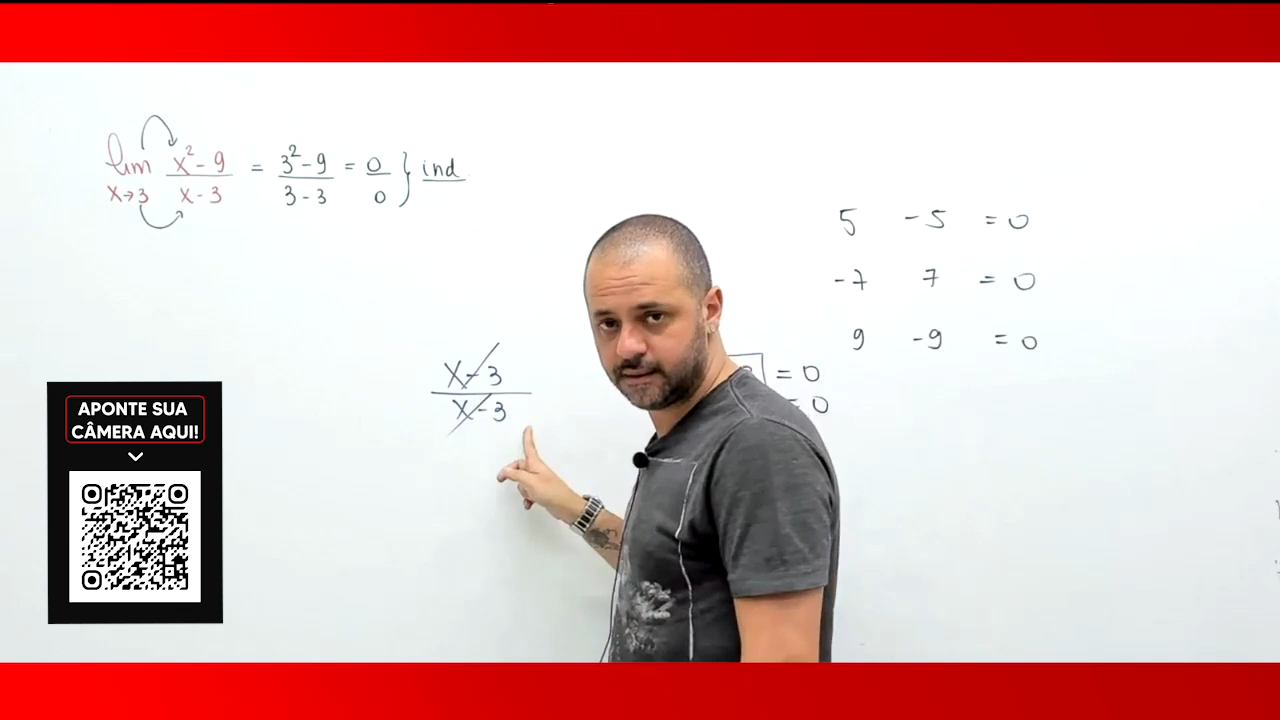 lim x²-9 = 3²-9 = 0 } ind
x→3 x-3 3-3 0
5 -5 = 0
-7 7 = 0
9 -9 = 0
x-3 = 0
x-3 = 0
APONTE SUA
CÂMERA AQUI!